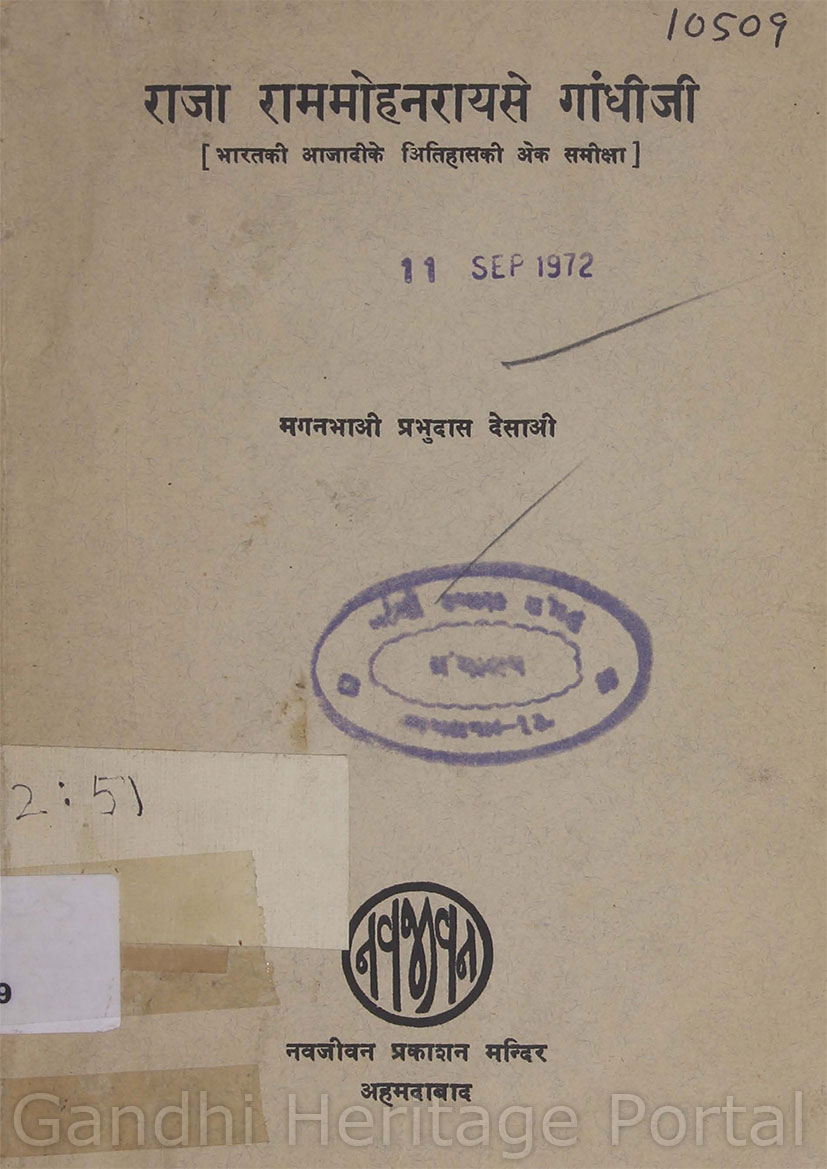 10509
राजा राममोहनरायसे गांधीजी
[ भारतकी आजादीके अितिहासकी अेक समीक्षा ]
11 SEP 1972
मगनभाअी प्रभुदास देसाअी
2:51
9
नवजीवन
नवजीवन प्रकाशन मन्दिर
अहमदाबाद
Gandhi Heritage Portal